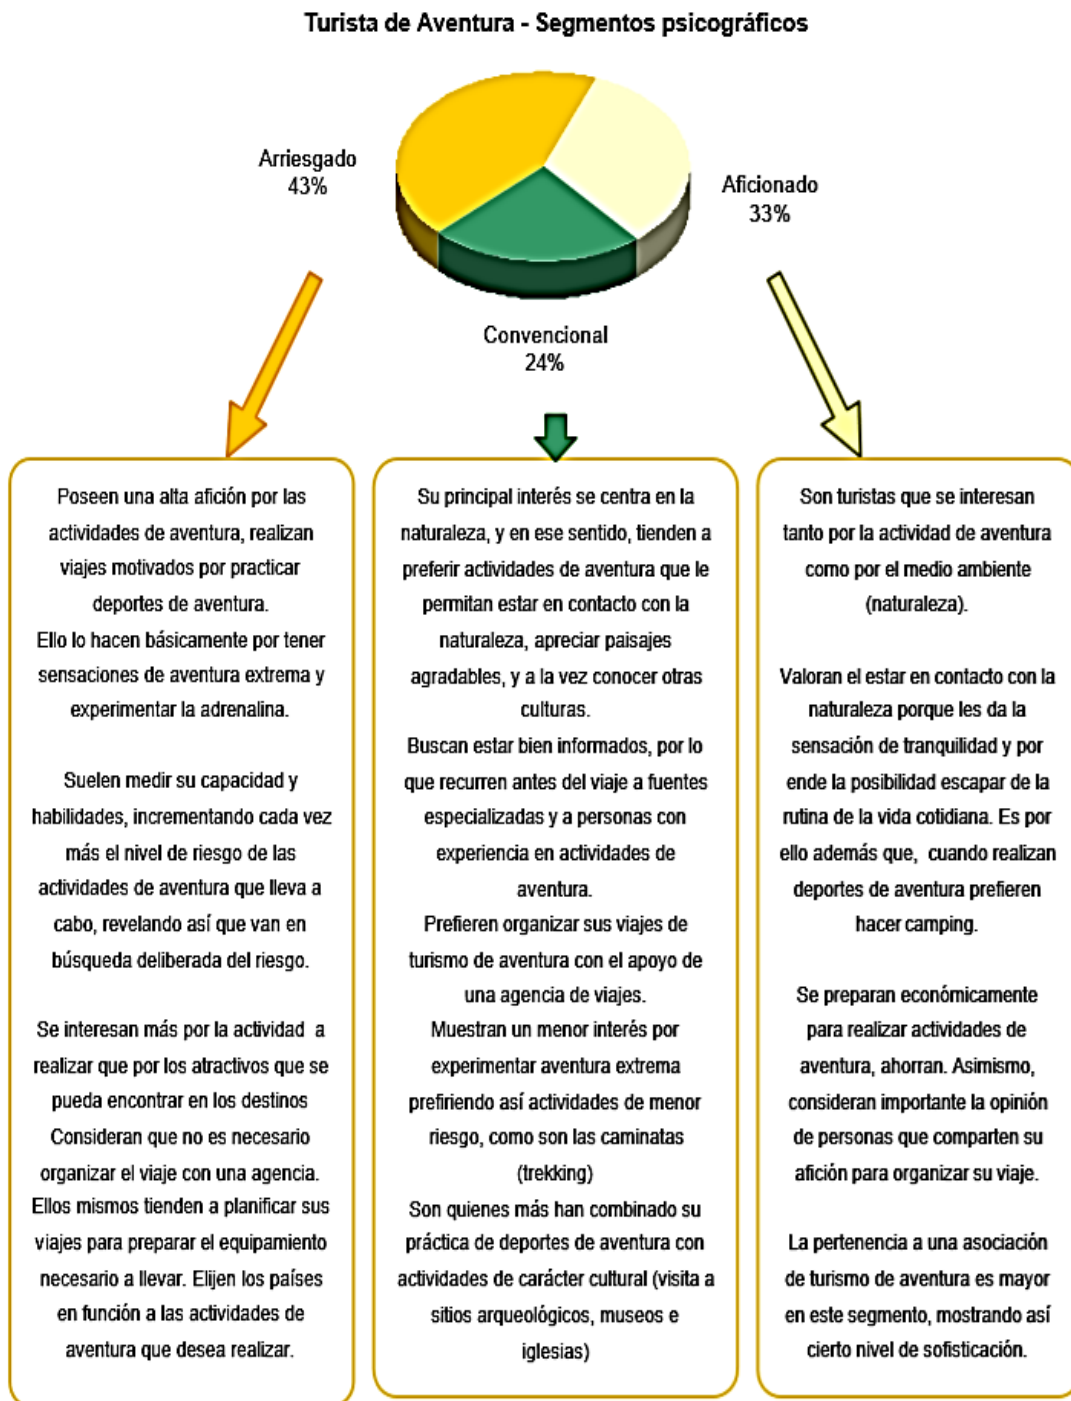 Turista de Aventura - Segmentos psicográficos
Arriesgado
43%
Aficionado
33%
Convencional
24%
Poseen una alta afición por las
actividades de aventura, realizan
viajes motivados por practicar
deportes de aventura.
Ello lo hacen básicamente por tener
sensaciones de aventura extrema y
experimentar la adrenalina.
Suelen medir su capacidad y
habilidades, incrementando cada vez
más el nivel de riesgo de las
actividades de aventura que lleva a
cabo, revelando así que van en
búsqueda deliberada del riesgo.
Se interesan más por la actividad a
realizar que por los atractivos que se
pueda encontrar en los destinos
Consideran que no es necesario
organizar el viaje con una agencia.
Ellos mismos tienden a planificar sus
viajes para preparar el equipamiento
necesario a llevar. Elijen los países
en función a las actividades de
aventura que desea realizar.
Su principal interés se centra en la
naturaleza, y en ese sentido, tienden a
preferir actividades de aventura que le
permitan estar en contacto con la
naturaleza, apreciar paisajes
agradables, y a la vez conocer otras
culturas.
Buscan estar bien informados, por lo
que recurren antes del viaje a fuentes
especializadas y a personas con
experiencia en actividades de
aventura.
Prefieren organizar sus viajes de
turismo de aventura con el apoyo de
una agencia de viajes.
Muestran un menor interés por
experimentar aventura extrema
prefiriendo así actividades de menor
riesgo, como son las caminatas
(trekking)
Son quienes más han combinado su
práctica de deportes de aventura con
actividades de carácter cultural (visita a
sitios arqueológicos, museos e
iglesias)
Son turistas que se interesan
tanto por la actividad de aventura
como por el medio ambiente
(naturaleza).
Valoran el estar en contacto con la
naturaleza porque les da la
sensación de tranquilidad y por
ende la posibilidad escapar de la
rutina de la vida cotidiana. Es por
ello además que, cuando realizan
deportes de aventura prefieren
hacer camping.
Se preparan económicamente
para realizar actividades de
aventura, ahorran. Asimismo,
consideran importante la opinión
de personas que comparten su
afición para organizar su viaje.
La pertenencia a una asociación
de turismo de aventura es mayor
en este segmento, mostrando así
cierto nivel de sofisticación.